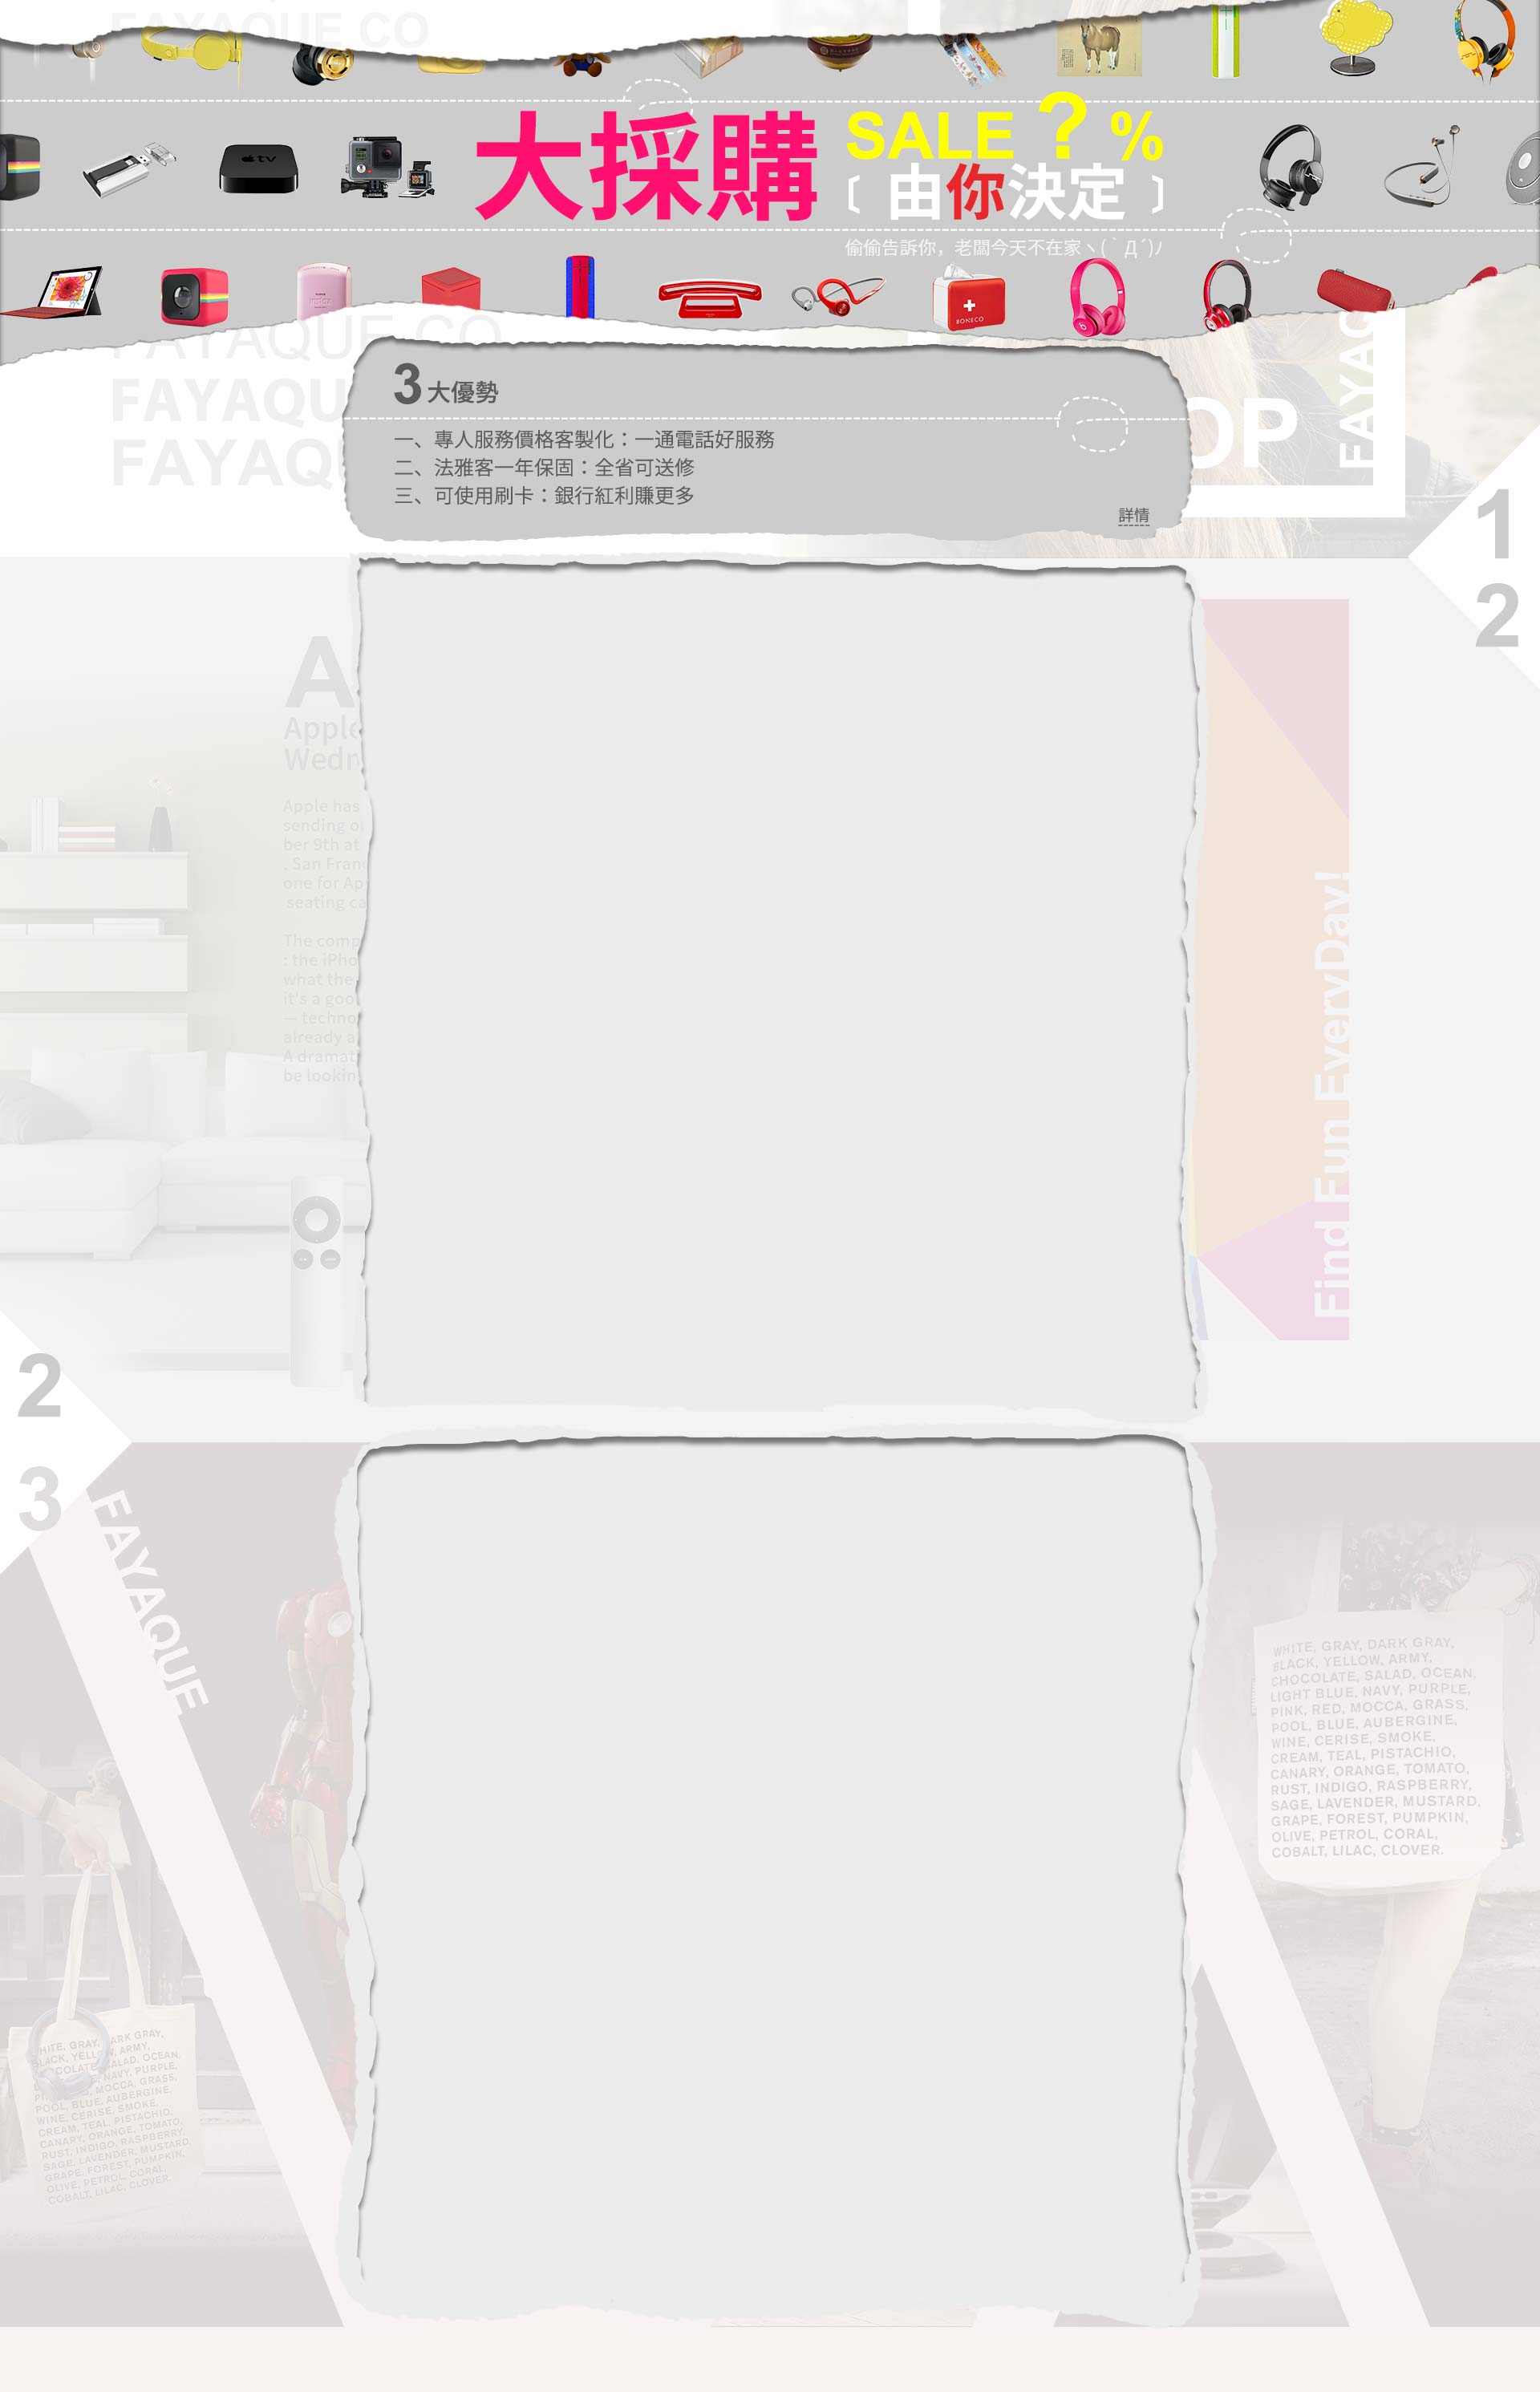 FAYAQUE CO
大採購
SALE ? %
〔 由你決定 〕
偷偷告訴你，老闆今天不在家ヽ(｀Д´)ﾉ
tv
BONECO
FAYAQUE CO
FAYAQU
FAYAQ
3大優勢
一、專人服務價格客製化：一通電話好服務
二、法雅客一年保固：全省可送修
三、可使用刷卡：銀行紅利賺更多
詳情
OP
FAYAQ
1
2
A
Apple
Wedn
Apple has
sending o
ber 9th at
, San Fran
one for Ap
seating ca
The comp
: the iPho
what the
it's a goo
— techno
already a
A dramat
be lookin
Find Fun EveryDay!
2
3
FAYAQUE
WHITE, GRAY, DARK GRAY,
BLACK, YELLOW, ARMY,
CHOCOLATE, SALAD, OCEAN,
LIGHT BLUE, NAVY, PURPLE,
PINK, RED, MOCCA, GRASS,
POOL, BLUE, AUBERGINE,
WINE, CERISE, SMOKE,
CREAM, TEAL, PISTACHIO,
CANARY, ORANGE, TOMATO,
RUST, INDIGO, RASPBERRY,
SAGE, LAVENDER, MUSTARD,
GRAPE, FOREST, PUMPKIN,
OLIVE, PETROL, CORAL,
COBALT, LILAC, CLOVER.
WHITE, GRAY, DARK GRAY,
BLACK, YELLOW, ARMY,
COLATE, SALAD, OCEAN,
NAVY, PURPLE,
MOCCA, GRASS,
POOL, BLUE, AUBERGINE,
WINE, CERISE, SMOKE,
CREAM, TEAL, PISTACHIO,
CANARY, ORANGE, TOMATO,
RUST, INDIGO, RASPBERRY,
SAGE, LAVENDER, MUSTARD,
GRAPE, FOREST, PUMPKIN,
OLIVE, PETROL, CORAL,
COBALT, LILAC, CLOVER.